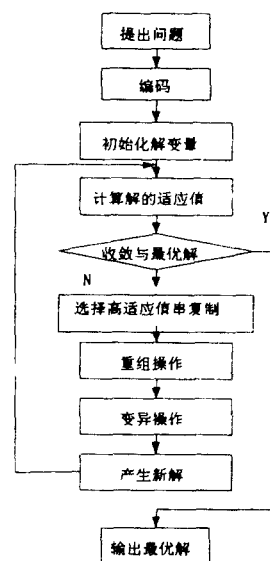 提出问题
编码
初始化解变量
计算解的适应值
Y
收敛与最优解
N
选择高适应值串复制
重组操作
变异操作
产生新解
输出最优解